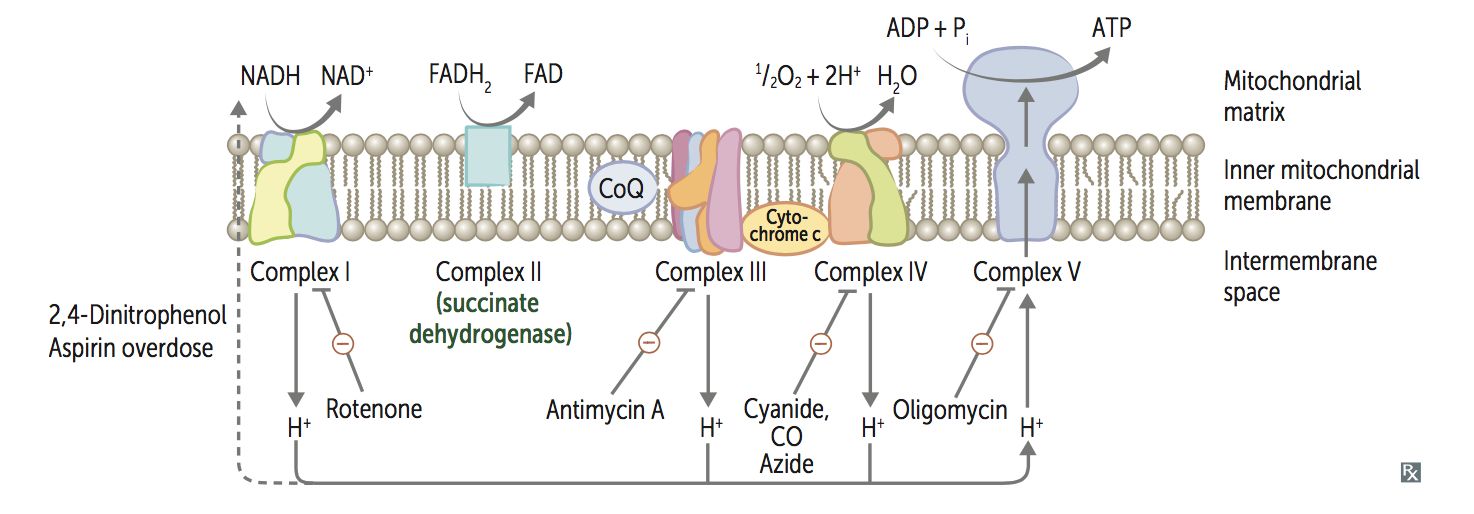 ADP + Pi
ATP
NADH NAD+
FADH2 FAD
1/2O2 + 2H+ H2O
Mitochondrial
matrix
CoQ
Cyto-
chrome c
Inner mitochondrial
membrane
Intermembrane
space
Complex I
Complex II
(succinate
dehydrogenase)
Complex III
Complex IV
Complex V
2,4-Dinitrophenol
Aspirin overdose
−
−
−
−
Rotenone
Antimycin A
Cyanide,
CO
Azide
Oligomycin
H+
H+
H+
H+
Rx